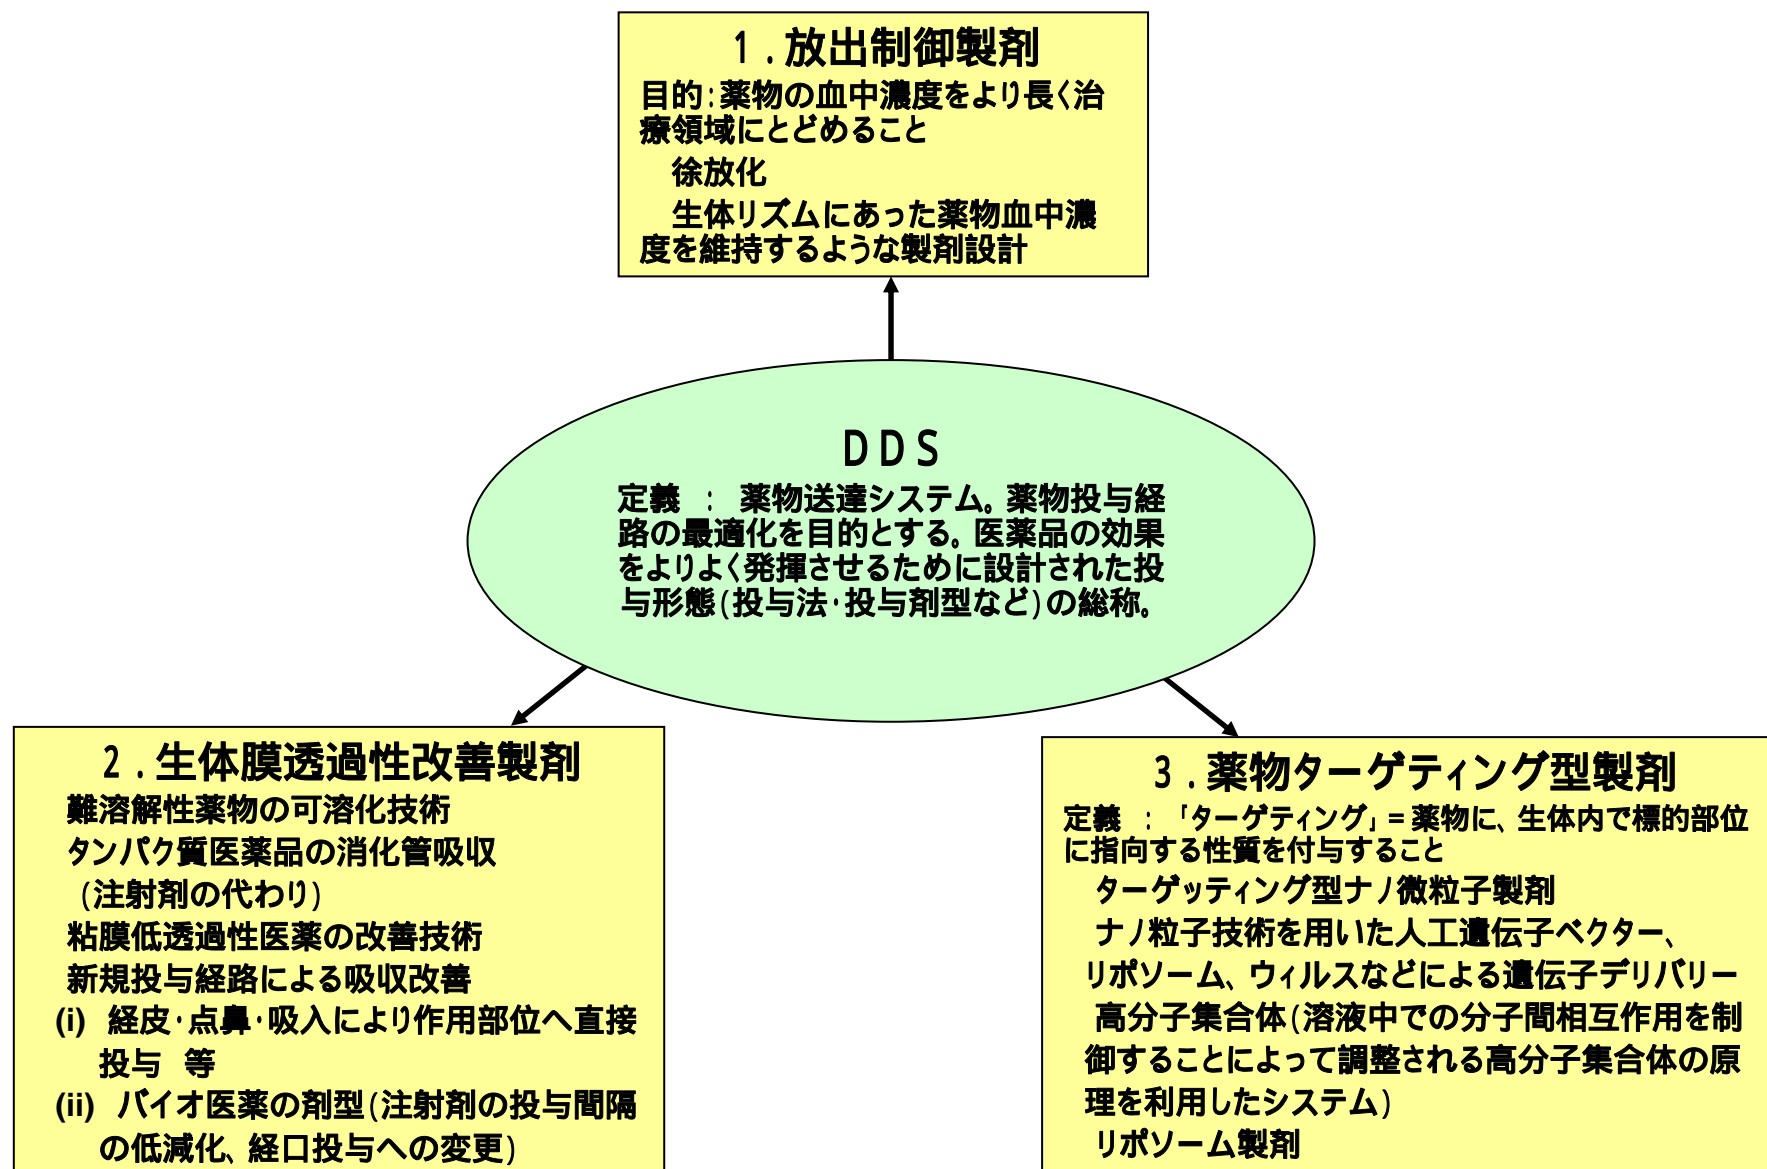 1.放出制御製剤
目的:薬物の血中濃度をより長く治
療領域にとどめること
徐放化
生体リズムにあった薬物血中濃
度を維持するような製剤設計
DDS
定義 : 薬物送達システム。薬物投与経
路の最適化を目的とする。医薬品の効果
をよりよく発揮させるために設計された投
与形態(投与法・投与剤型など)の総称。
2.生体膜透過性改善製剤
難溶解性薬物の可溶化技術
タンパク質医薬品の消化管吸収
(注射剤の代わり)
粘膜低透過性医薬の改善技術
新規投与経路による吸収改善
(i) 経皮・点鼻・吸入により作用部位へ直接
投与 等
(ii) バイオ医薬の剤型(注射剤の投与間隔
の低減化、経口投与への変更)
3.薬物ターゲティング型製剤
定義 : 「ターゲティング」=薬物に、生体内で標的部位
に指向する性質を付与すること
ターゲッティング型ナノ微粒子製剤
ナノ粒子技術を用いた人工遺伝子ベクター、
リポソーム、ウィルスなどによる遺伝子デリバリー
高分子集合体(溶液中での分子間相互作用を制
御することによって調整される高分子集合体の原
理を利用したシステム)
リポソーム製剤